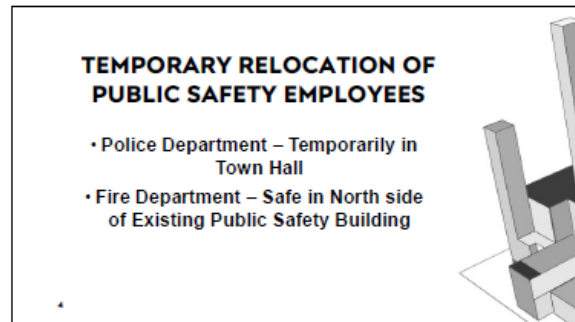 TEMPORARY RELOCATION OF
PUBLIC SAFETY EMPLOYEES
• Police Department – Temporarily in
Town Hall
• Fire Department – Safe in North side
of Existing Public Safety Building
4